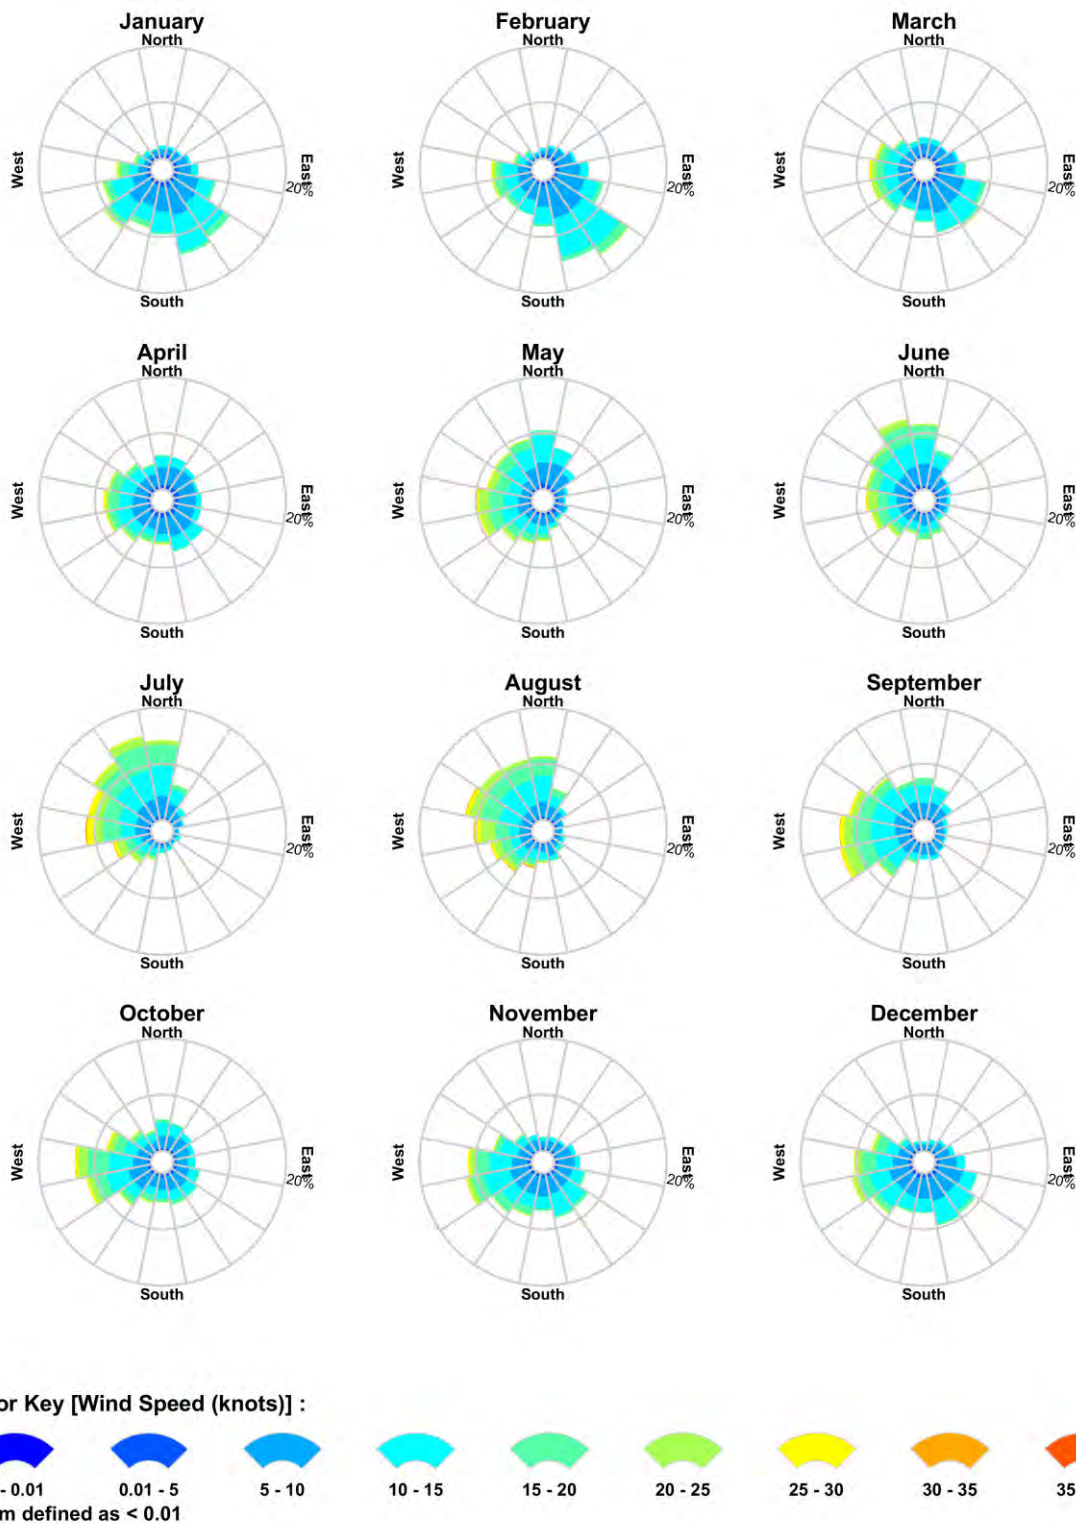 January
North
West
East
20%
South
February
North
West
East
20%
South
March
North
West
East
20%
South
April
North
West
East
20%
South
May
North
West
East
20%
South
June
North
West
East
20%
South
July
North
West
East
20%
South
August
North
West
East
20%
South
September
North
West
East
20%
South
October
North
West
East
20%
South
November
North
West
East
20%
South
December
North
West
East
20%
South
or Key [Wind Speed (knots)] :
- 0.01
0.01 - 5
5 - 10
10 - 15
15 - 20
20 - 25
25 - 30
30 - 35
35
m defined as < 0.01